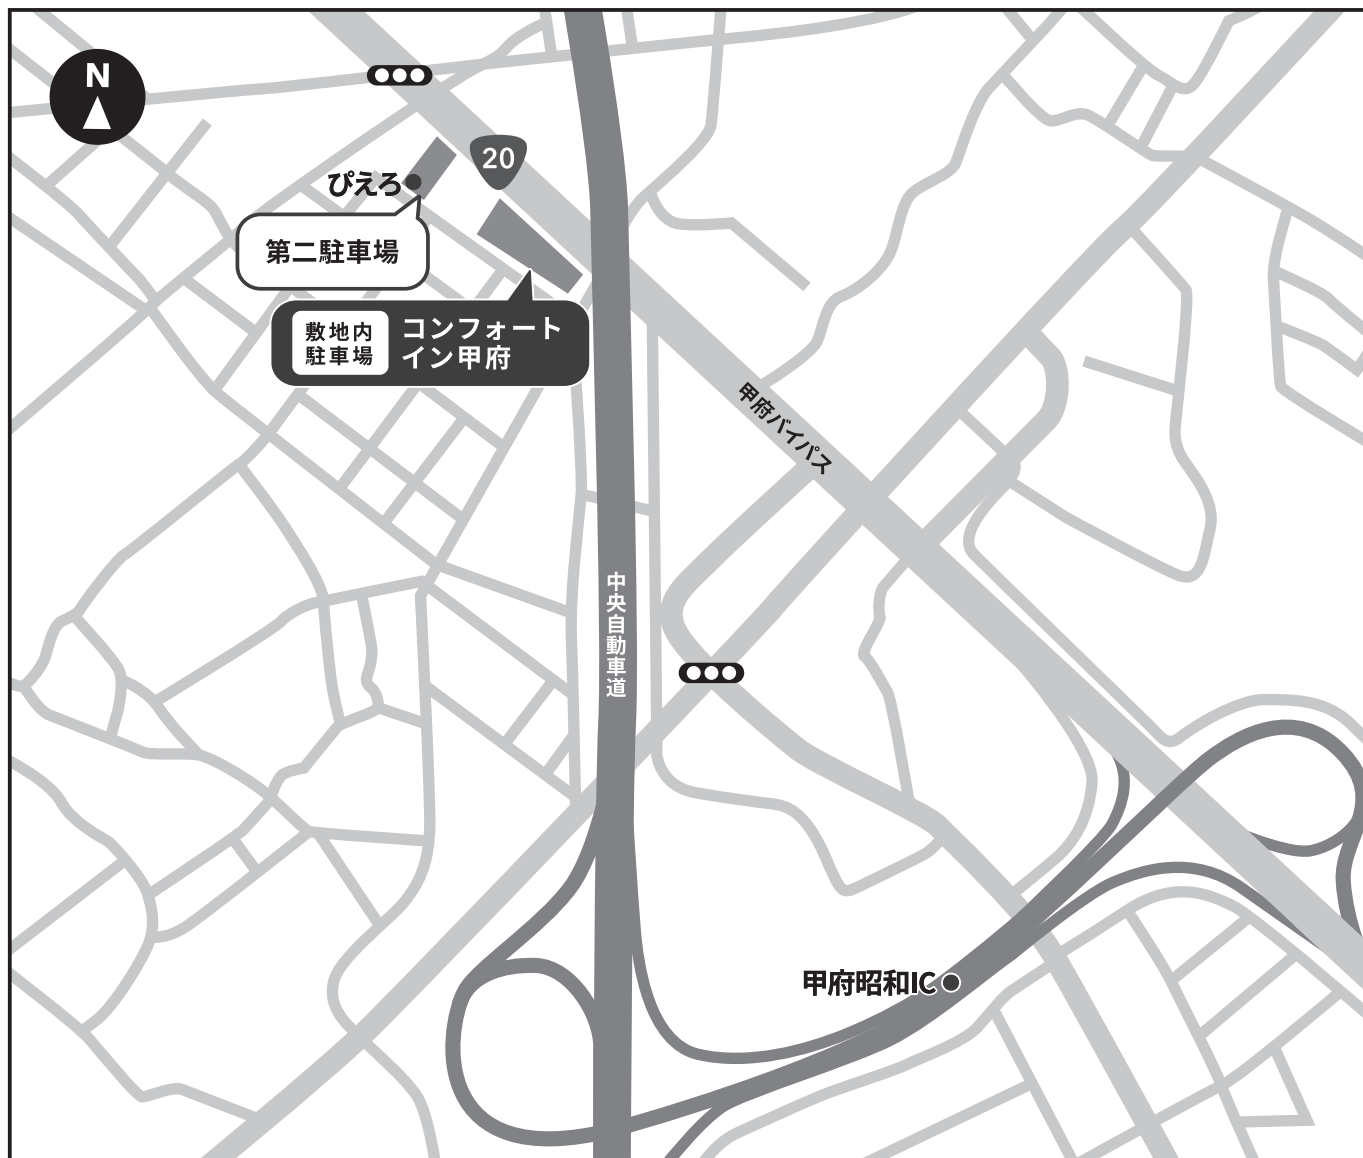 N
20
ぴえろ
第二駐車場
敷地内
駐車場
コンフォート
イン甲府
甲府バイパス
中央自動車道
甲府昭和IC